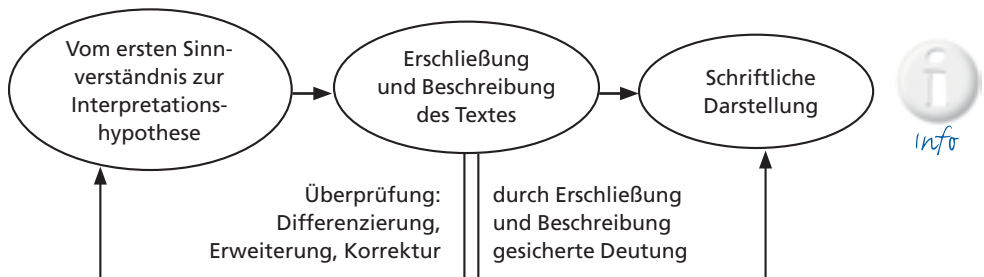 Vom ersten Sinn-
verständnis zur
Interpretations-
hypothese
Erschließung
und Beschreibung
des Textes
Schriftliche
Darstellung
i
Info
Überprüfung:
Differenzierung,
Erweiterung, Korrektur
durch Erschließung
und Beschreibung
gesicherte Deutung